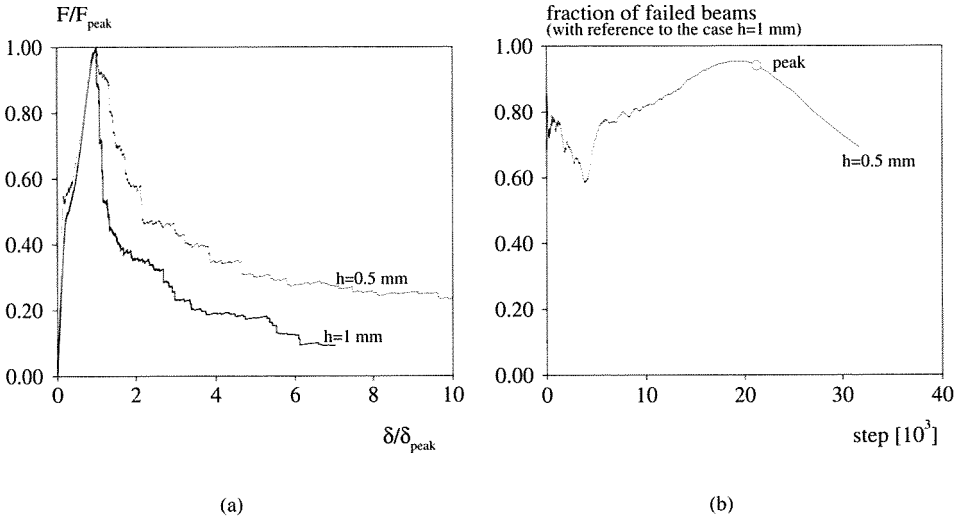 F/F_peak
1.00
0.80
0.60
0.40
0.20
0.00
0 2 4 6 8 10
h=0.5 mm
h=1 mm
δ/δ_peak
(a)
fraction of failed beams
(with reference to the case h=1 mm)
1.00
0.80
0.60
0.40
0.20
0.00
0 10 20 30 40
peak
h=0.5 mm
step [10³]
(b)